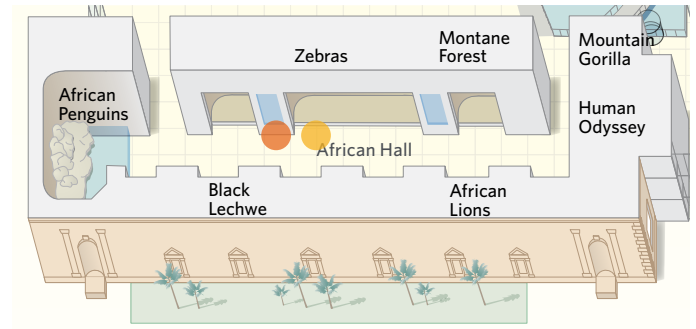 Montane
Forest
Mountain
Gorilla
Zebras
African
Penguins
Human
Odyssey
African Hall
Black
Lechwe
African
Lions